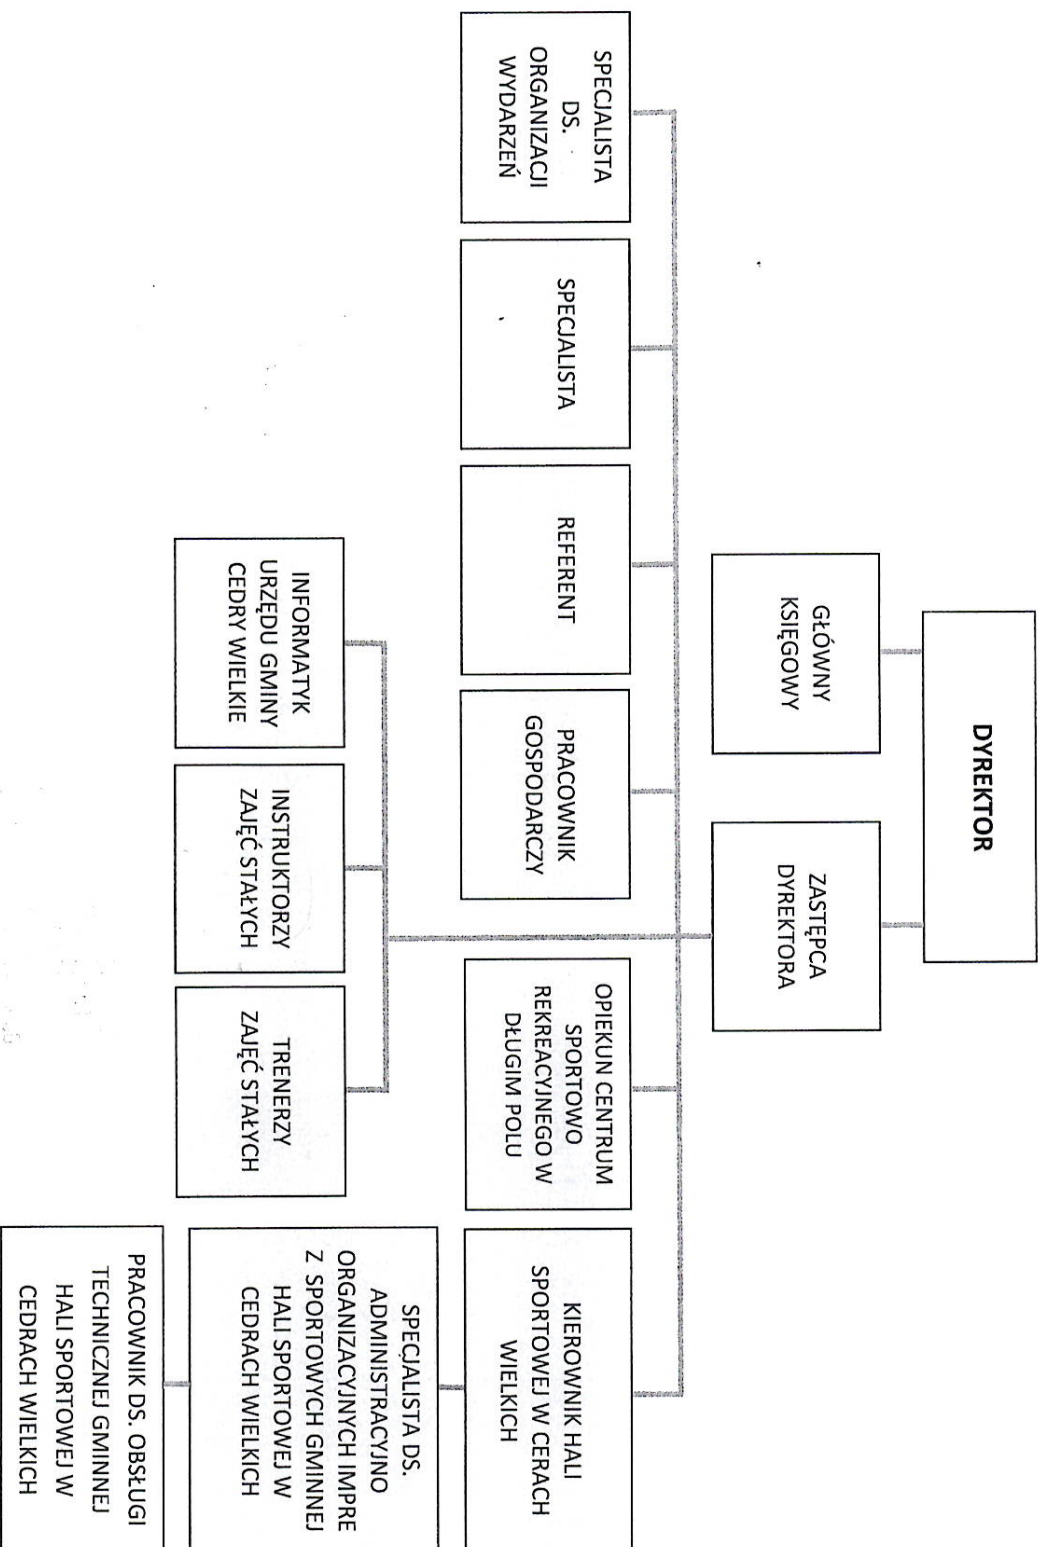 DYREKTOR
GŁÓWNY
KSIĘGOWY
ZASTĘPCA
DYREKTORA
SPECJALISTA
DS.
ORGANIZACJI
WYDARZEŃ
SPECJALISTA
REFERENT
PRACOWNIK
GOSPODARCZY
OPIEKUN CENTRUM
SPORTOWO
REKREACYJNEGO W
DŁUGIM POLU
KIEROWNIK HALI
SPORTOWEJ W CERACH
WIELKICH
INFORMATYK
URZĘDU GMINY
CEDRY WIELKIE
INSTRUKTORZY
ZAJĘĆ STAŁYCH
TRENERZY
ZAJĘĆ STAŁYCH
SPECJALISTA DS.
ADMINISTRACYJNO
ORGANIZACYJNYCH IMPRE
Z SPORTOWYCH GMINNEJ
HALI SPORTOWEJ W
CEDRACH WIELKICH
PRACOWNIK DS. OBSŁUGI
TECHNICZNEJ GMINNEJ
HALI SPORTOWEJ W
CEDRACH WIELKICH